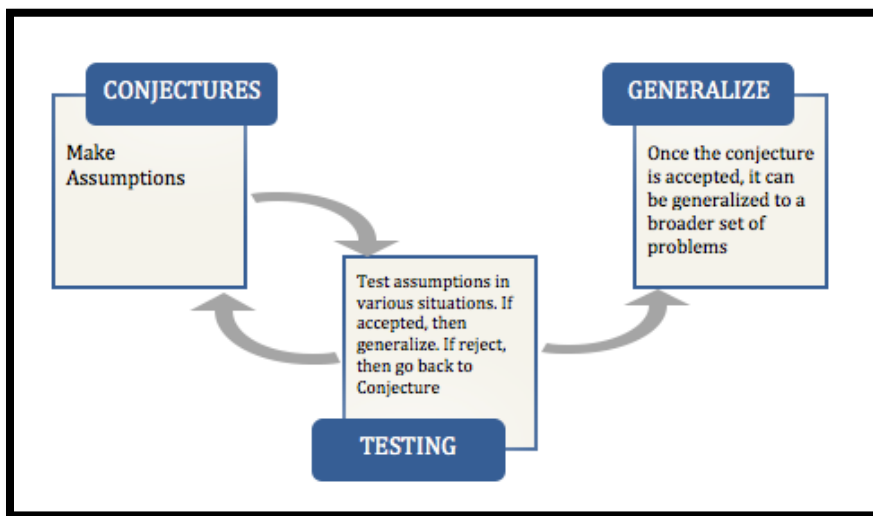 CONJECTURES
Make
Assumptions
GENERALIZE
Once the conjecture
is accepted, it can
be generalized to a
broader set of
problems
Test assumptions in
various situations. If
accepted, then
generalize. If reject,
then go back to
Conjecture
TESTING